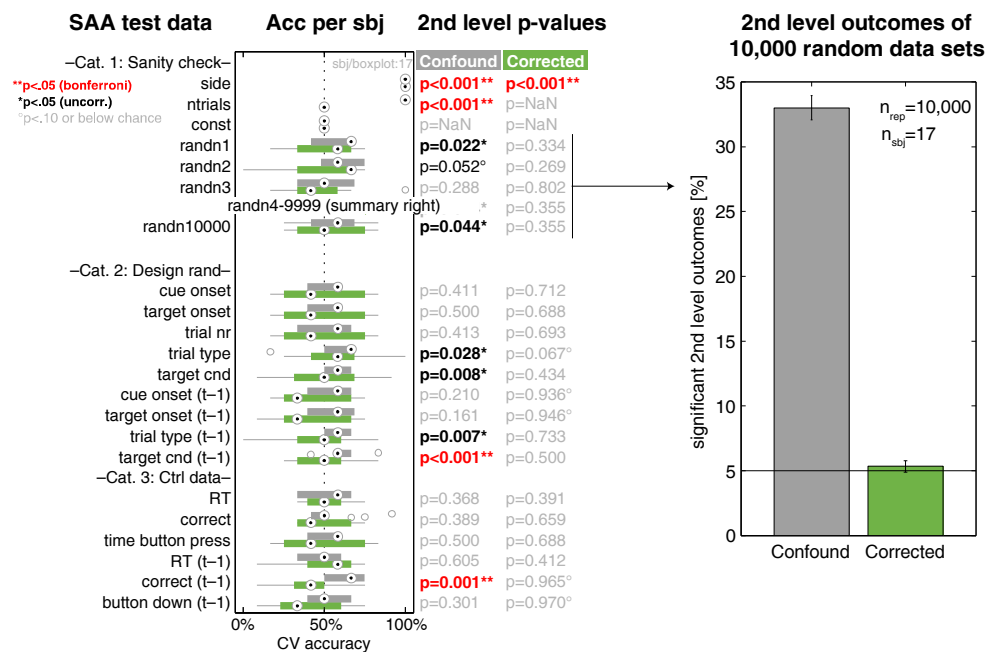 SAA test data Acc per sbj 2nd level p-values
–Cat. 1: Sanity check– sbj/boxplot:17 Confound Corrected
**p<.05 (bonferroni)
*p<.05 (uncorr.)
°p<.10 or below chance
side p<0.001** p<0.001**
ntrials p<0.001** p=NaN
const p=NaN p=NaN
randn1 p=0.022* p=0.334
randn2 p=0.052° p=0.269
randn3 p=0.288 p=0.802
randn4-9999 (summary right) .* p=0.355
randn10000 p=0.044* p=0.355
–Cat. 2: Design rand–
cue onset p=0.411 p=0.712
target onset p=0.500 p=0.688
trial nr p=0.413 p=0.693
trial type p=0.028* p=0.067°
target cnd p=0.008* p=0.434
cue onset (t–1) p=0.210 p=0.936°
target onset (t–1) p=0.161 p=0.946°
trial type (t–1) p=0.007* p=0.733
target cnd (t–1) p<0.001** p=0.500
–Cat. 3: Ctrl data–
RT p=0.368 p=0.391
correct p=0.389 p=0.659
time button press p=0.500 p=0.688
RT (t–1) p=0.605 p=0.412
correct (t–1) p=0.001** p=0.965°
button down (t–1) p=0.301 p=0.970°
0% 50% 100%
CV accuracy
2nd level outcomes of
10,000 random data sets
significant 2nd level outcomes [%]
35
30
25
20
15
10
5
0
nrep=10,000
nsbj=17
Confound Corrected